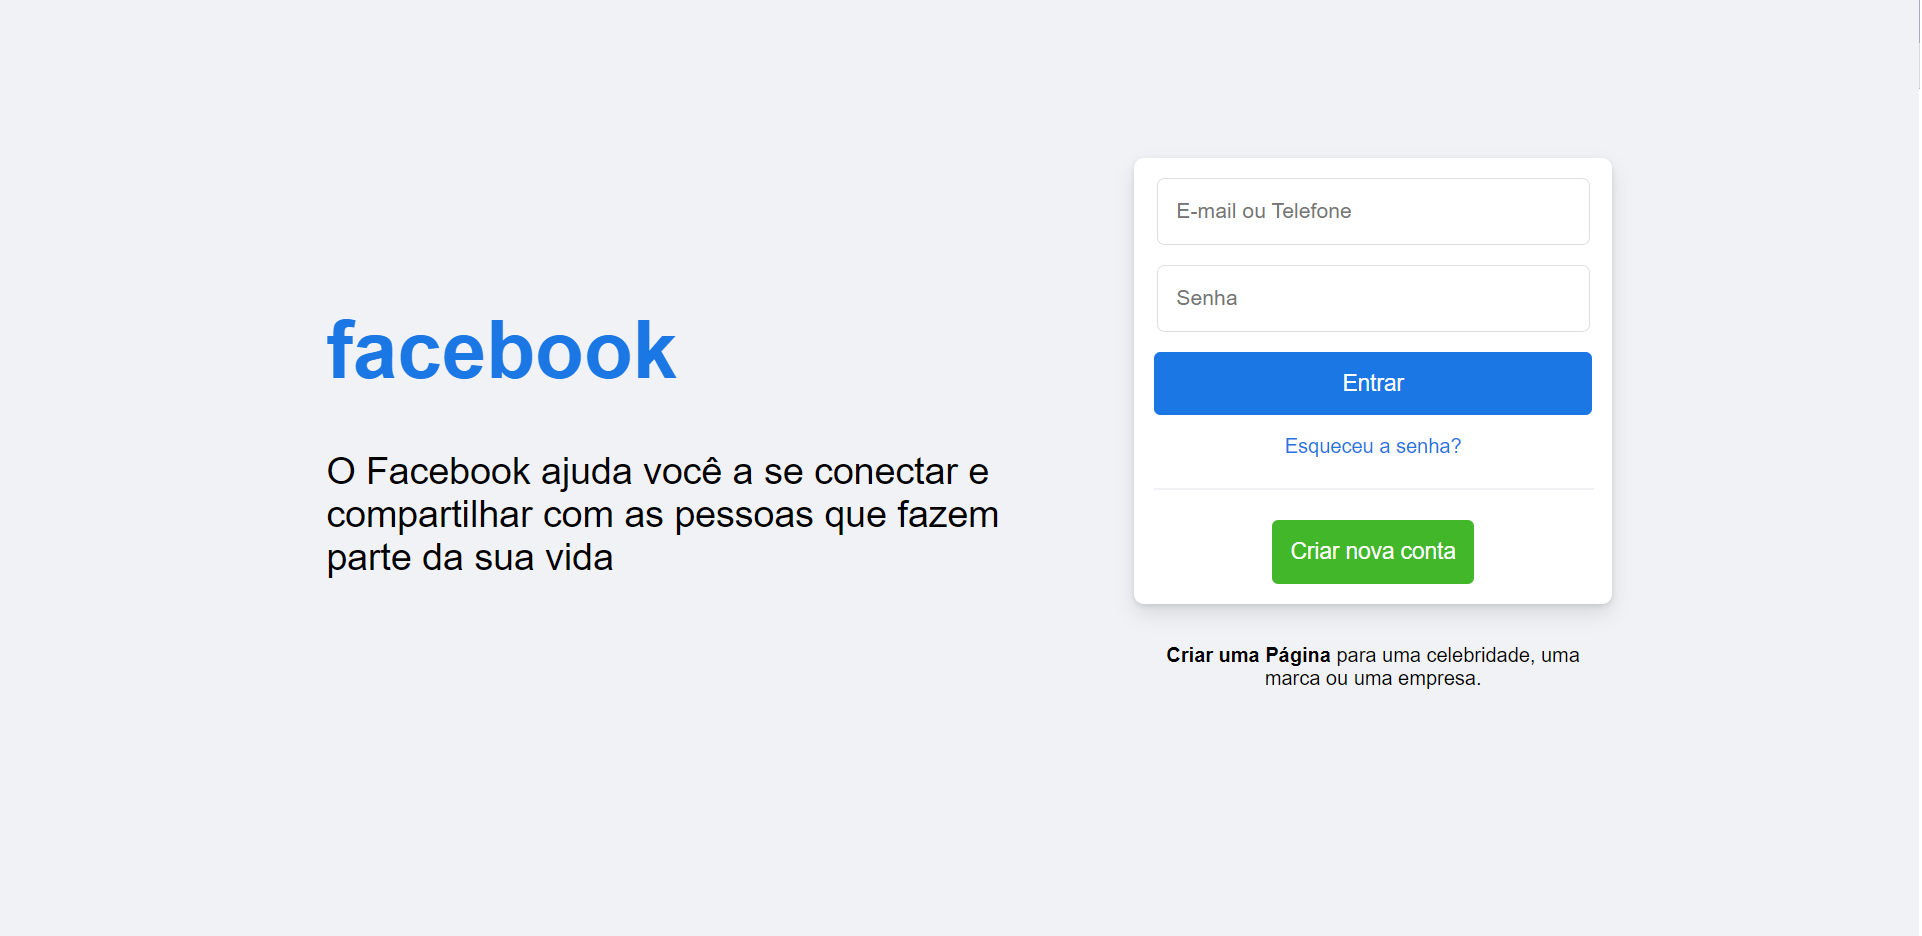 facebook
O Facebook ajuda você a se conectar e
compartilhar com as pessoas que fazem
parte da sua vida
E-mail ou Telefone
Senha
Entrar
Esqueceu a senha?
Criar nova conta
Criar uma Página para uma celebridade, uma
marca ou uma empresa.